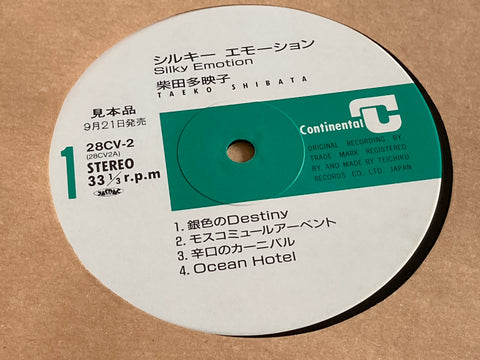 シルキー エモーション
Silky Emotion
柴田多映子
TAEKO SHIBATA
見本品
9月21日発売
1
28CV-2
(28CV2A)
STEREO
33 1/3 r.p.m
Continental
ORIGINAL RECORDING BY,
TRADE MARK REGISTERED
BY AND MADE BY TEICHIKU
RECORDS CO., LTD. JAPAN
1. 銀色のDestiny
2. モスコミュールアーベント
3. 辛口のカーニバル
4. Ocean Hotel